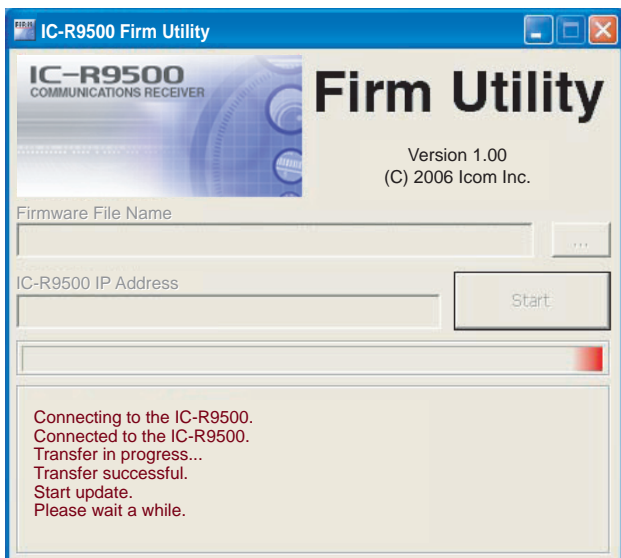 IC-R9500 Firm Utility
IC-R9500
COMMUNICATIONS RECEIVER
Firm Utility
Version 1.00
(C) 2006 Icom Inc.
Firmware File Name
...
IC-R9500 IP Address
Start
Connecting to the IC-R9500.
Connected to the IC-R9500.
Transfer in progress...
Transfer successful.
Start update.
Please wait a while.